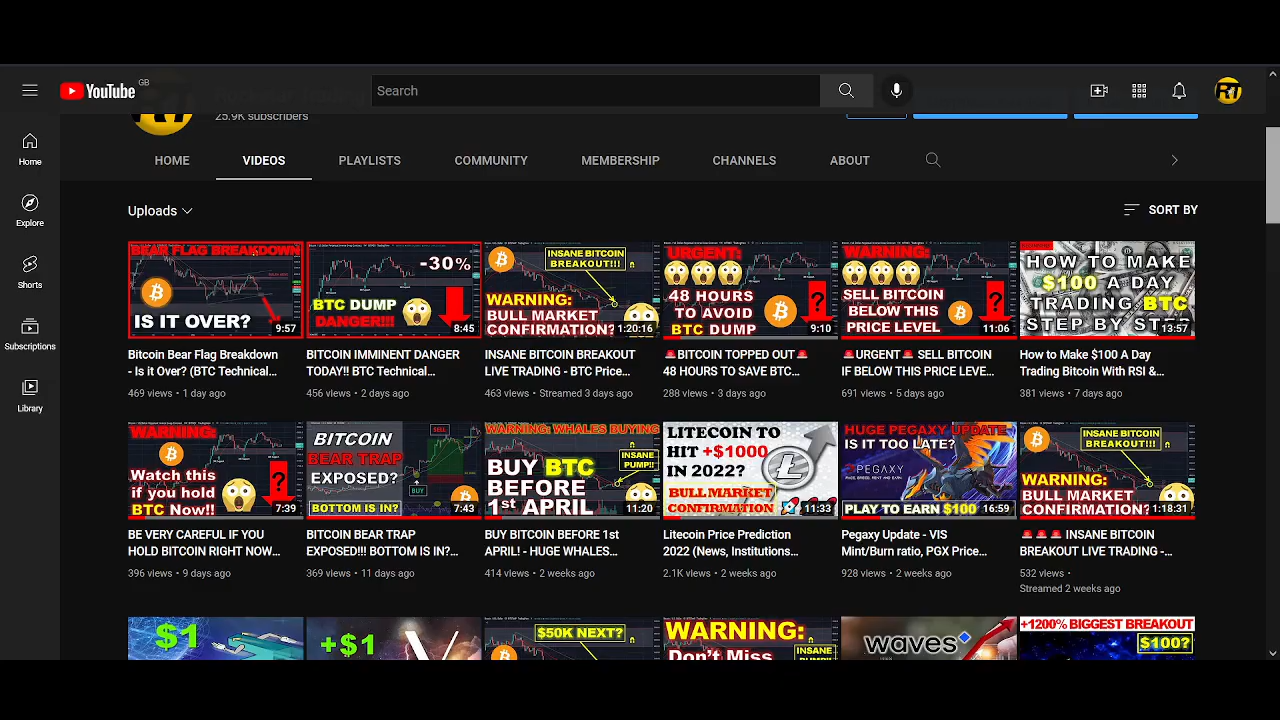 YouTube GB
Search
RT
RT
25.9K subscribers
HOME VIDEOS PLAYLISTS COMMUNITY MEMBERSHIP CHANNELS ABOUT
Home
Explore
Shorts
Subscriptions
Library
Uploads
SORT BY
BEAR FLAG BREAKDOWN
IS IT OVER?
9:57
Bitcoin Bear Flag Breakdown
- Is it Over? (BTC Technical...
469 views • 1 day ago
-30%
BTC DUMP
DANGER!!!
8:45
BITCOIN IMMINENT DANGER
TODAY!! BTC Technical...
456 views • 2 days ago
INSANE BITCOIN
BREAKOUT!!!
WARNING:
BULL MARKET
CONFIRMATION?
1:20:16
INSANE BITCOIN BREAKOUT
LIVE TRADING - BTC Price...
463 views • Streamed 3 days ago
URGENT:
48 HOURS
TO AVOID
BTC DUMP
?
9:10
🚨BITCOIN TOPPED OUT🚨
48 HOURS TO SAVE BTC...
288 views • 3 days ago
WARNING:
SELL BITCOIN
BELOW THIS
PRICE LEVEL
?
11:06
🚨URGENT🚨 SELL BITCOIN
IF BELOW THIS PRICE LEVE...
691 views • 5 days ago
HOW TO MAKE
$100 A DAY
TRADING BTC
STEP BY STEP
13:57
How to Make $100 A Day
Trading Bitcoin With RSI &...
381 views • 7 days ago
WARNING:
Watch this
if you hold
BTC Now!!
?
7:39
BE VERY CAREFUL IF YOU
HOLD BITCOIN RIGHT NOW...
396 views • 9 days ago
BITCOIN
BEAR TRAP
EXPOSED?
BOTTOM IS IN?
SELL
BUY
7:43
BITCOIN BEAR TRAP
EXPOSED!!! BOTTOM IS IN?...
369 views • 11 days ago
WARNING: WHALES BUYING
INSANE
PUMP!!
BUY BTC
BEFORE
1st APRIL
11:20
BUY BITCOIN BEFORE 1st
APRIL! - HUGE WHALES...
414 views • 2 weeks ago
LITECOIN TO
HIT +$1000
IN 2022?
BULL MARKET
CONFIRMATION
11:33
Litecoin Price Prediction
2022 (News, Institutions...
2.1K views • 2 weeks ago
HUGE PEGAXY UPDATE
IS IT TOO LATE?
PEGAXY
PLAY TO EARN $100
16:59
Pegaxy Update - VIS
Mint/Burn ratio, PGX Price...
928 views • 2 weeks ago
INSANE BITCOIN
BREAKOUT!!!
WARNING:
BULL MARKET
CONFIRMATION?
1:18:31
🚨🚨🚨 INSANE BITCOIN
BREAKOUT LIVE TRADING -...
532 views •
Streamed 2 weeks ago
$1
+$1
$50K NEXT?
WARNING:
Don't Miss
INSANE
waves
+1200% BIGGEST BREAKOUT
$100?